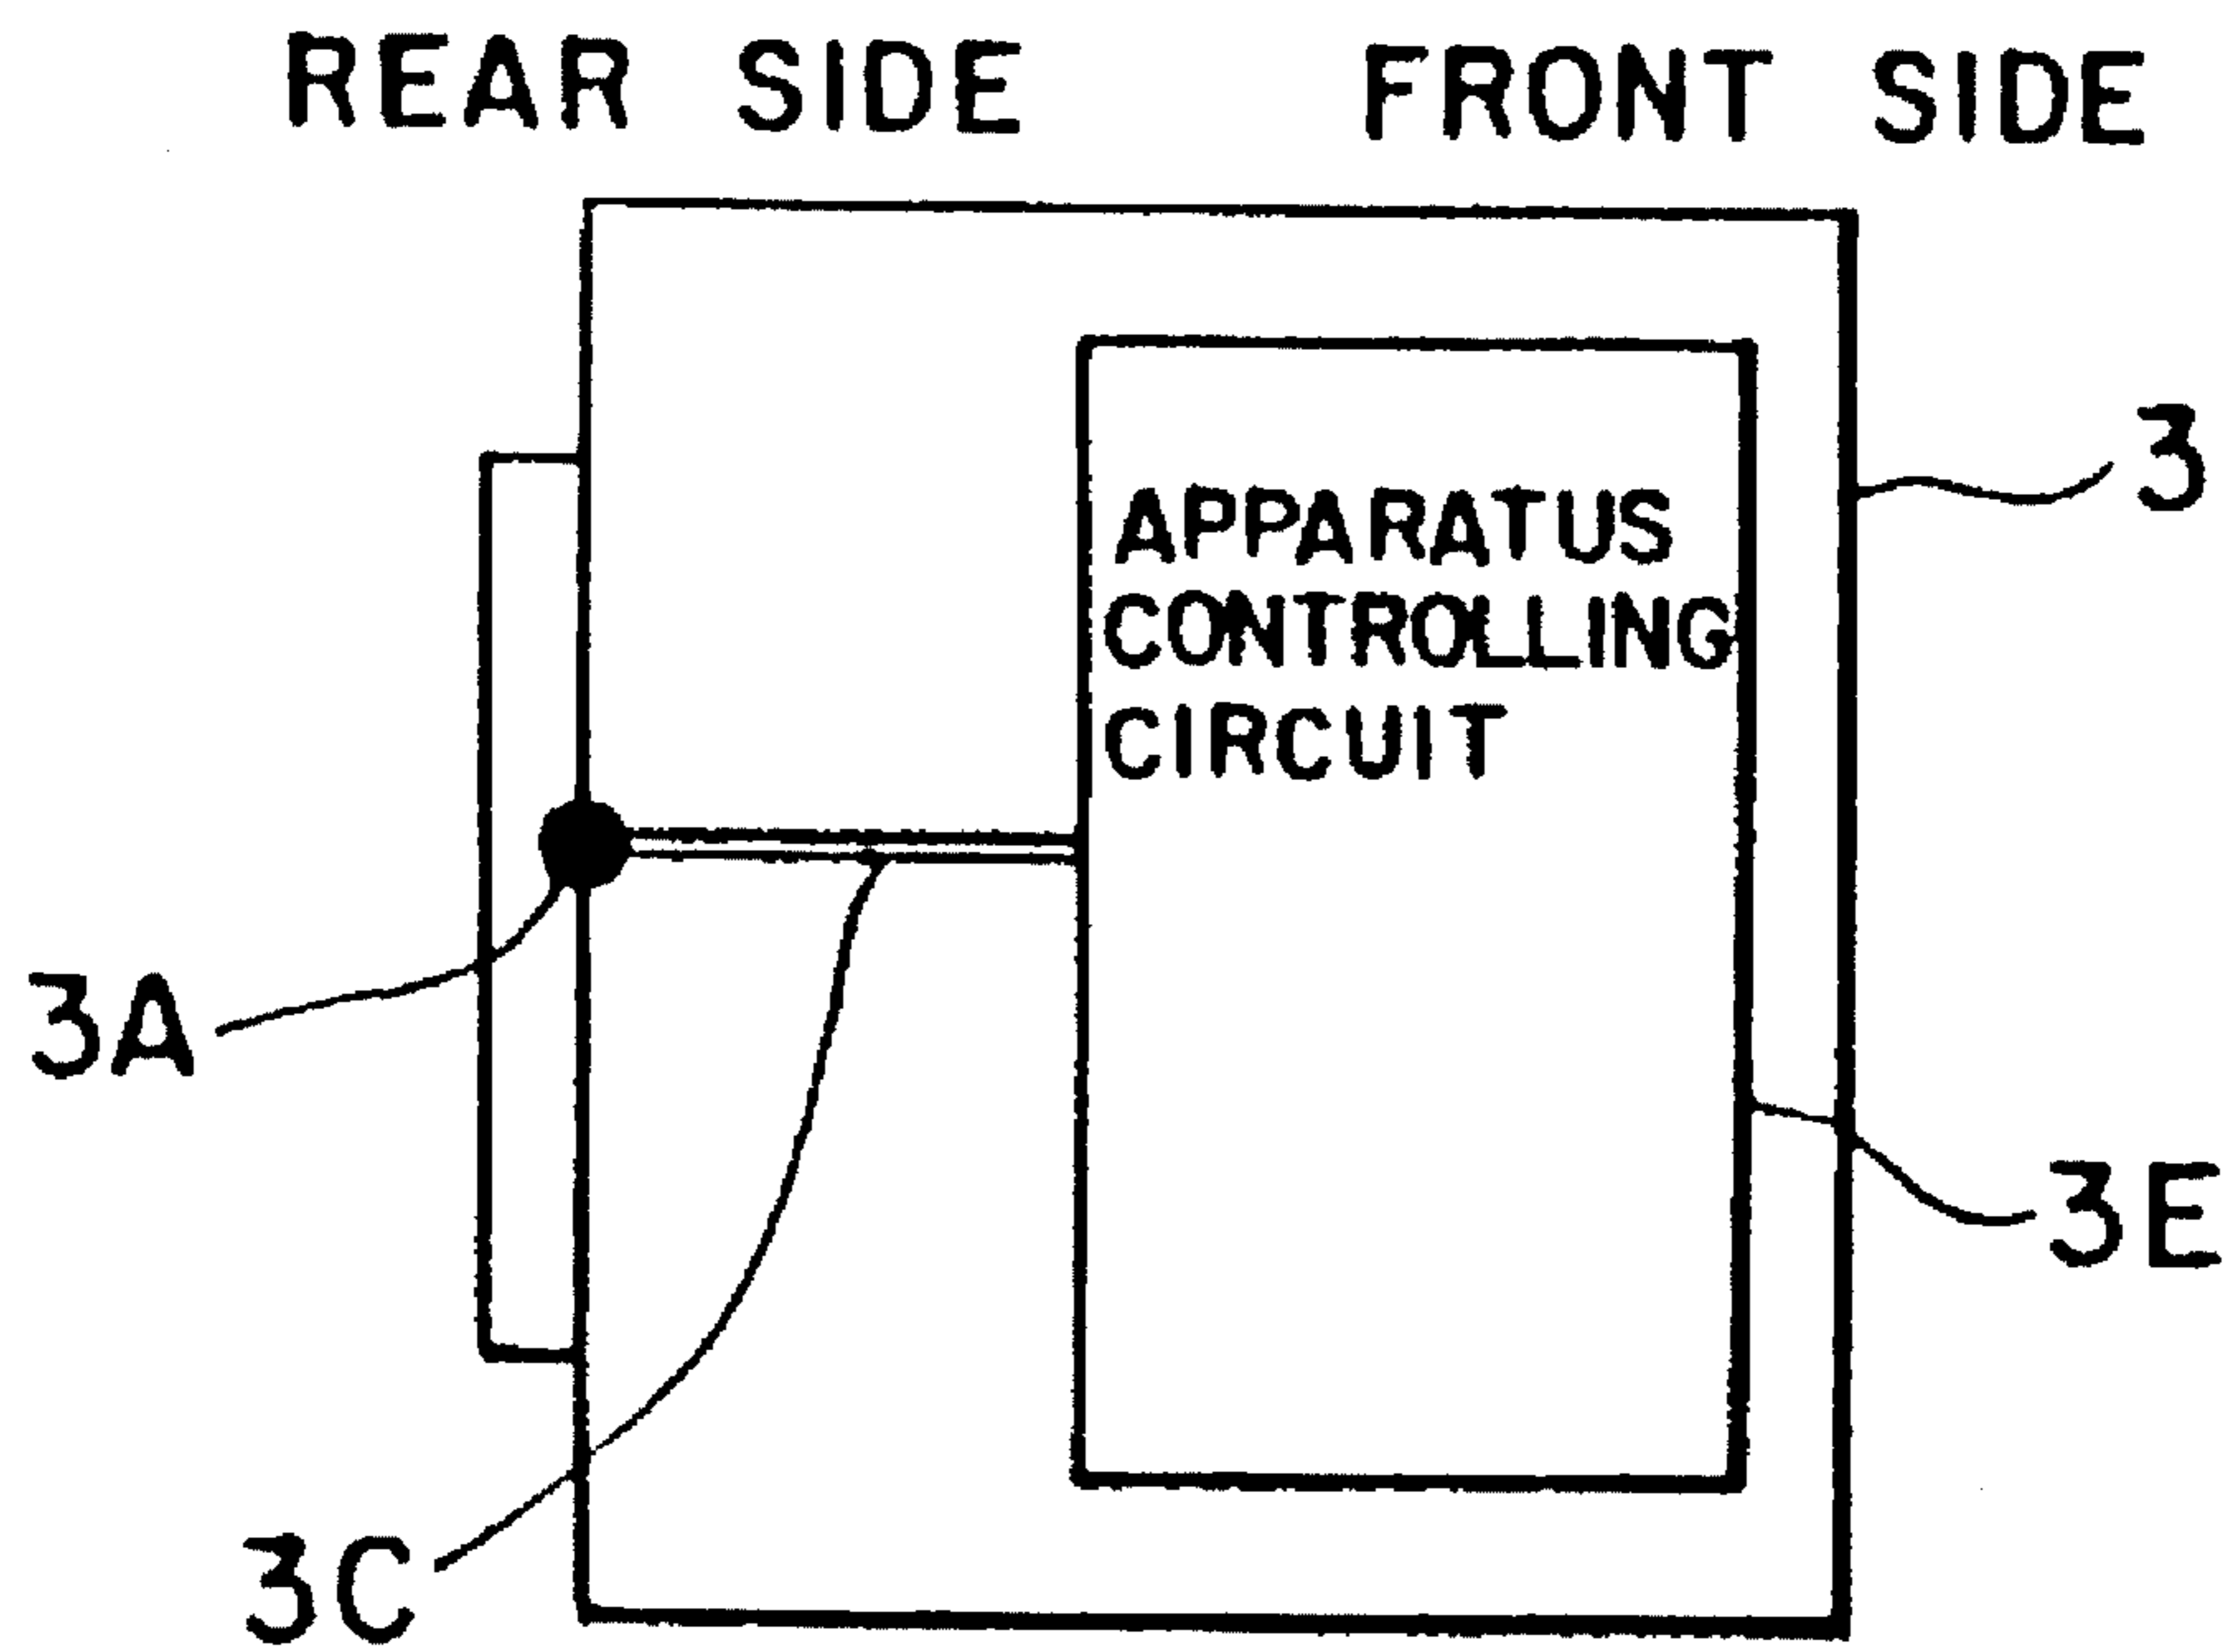 REAR SIDE
FRONT SIDE
3
APPARATUS
CONTROLLING
CIRCUIT
3A
3E
3C